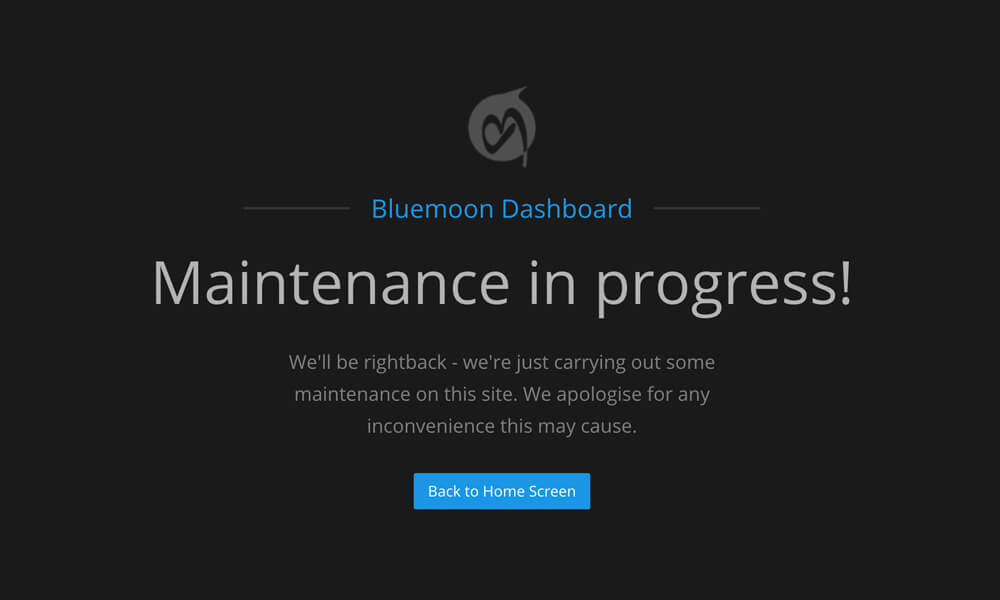 Bluemoon Dashboard
Maintenance in progress!
We'll be rightback - we're just carrying out some
maintenance on this site. We apologise for any
inconvenience this may cause.
Back to Home Screen